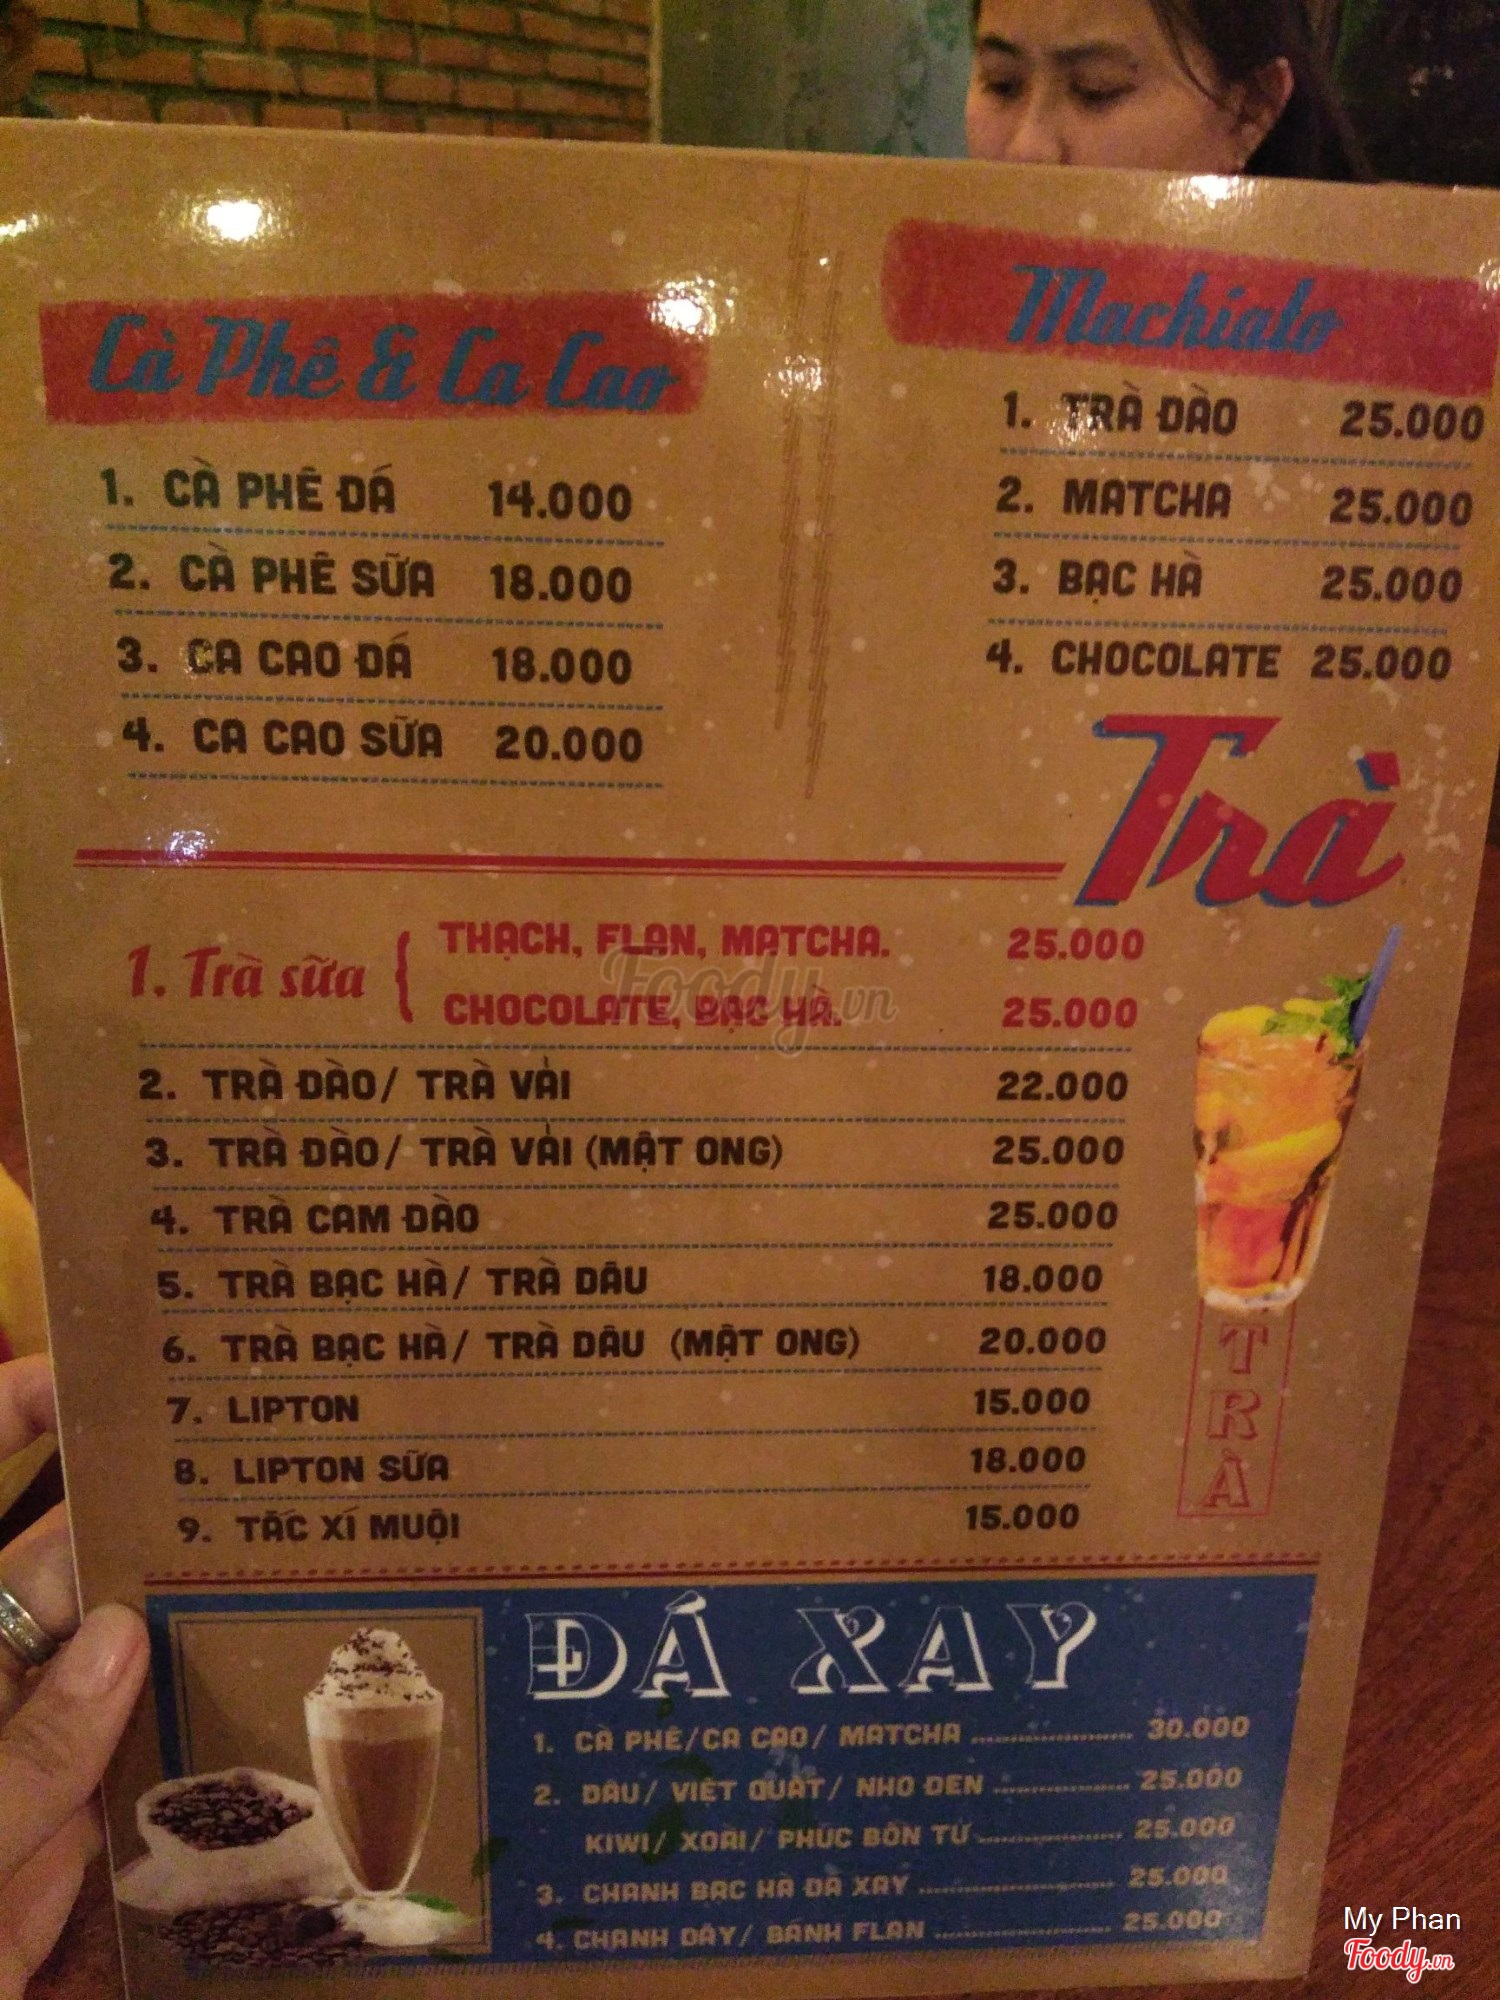 Cà Phê & Ca Cao
1. CÀ PHÊ ĐÁ 14.000
2. CÀ PHÊ SỮA 18.000
3. CA CAO ĐÁ 18.000
4. CA CAO SỮA 20.000
Machiato
1. TRÀ ĐÀO 25.000
2. MATCHA 25.000
3. BẠC HÀ 25.000
4. CHOCOLATE 25.000
Trà
1. Trà sữa { THẠCH, FLAN, MATCHA. 25.000
CHOCOLATE, BẠC HÀ. 25.000
2. TRÀ ĐÀO/ TRÀ VẢI 22.000
3. TRÀ ĐÀO/ TRÀ VẢI (MẬT ONG) 25.000
4. TRÀ CAM ĐÀO 25.000
5. TRÀ BẠC HÀ/ TRÀ DÂU 18.000
6. TRÀ BẠC HÀ/ TRÀ DÂU (MẬT ONG) 20.000
7. LIPTON 15.000
8. LIPTON SỮA 18.000
9. TẮC XÍ MUỘI 15.000
TRÀ
Foody.vn
ĐÁ XAY
1. CÀ PHÊ/CA CAO/ MATCHA 30.000
2. DÂU/ VIỆT QUẤT/ NHO ĐEN 25.000
KIWI/ XOÀI/ PHÚC BỒN TỬ 25.000
3. CHANH BẠC HÀ ĐÁ XAY 25.000
4. CHANH DÂY/ BÁNH FLAN 25.000
My Phan
Foody.vn